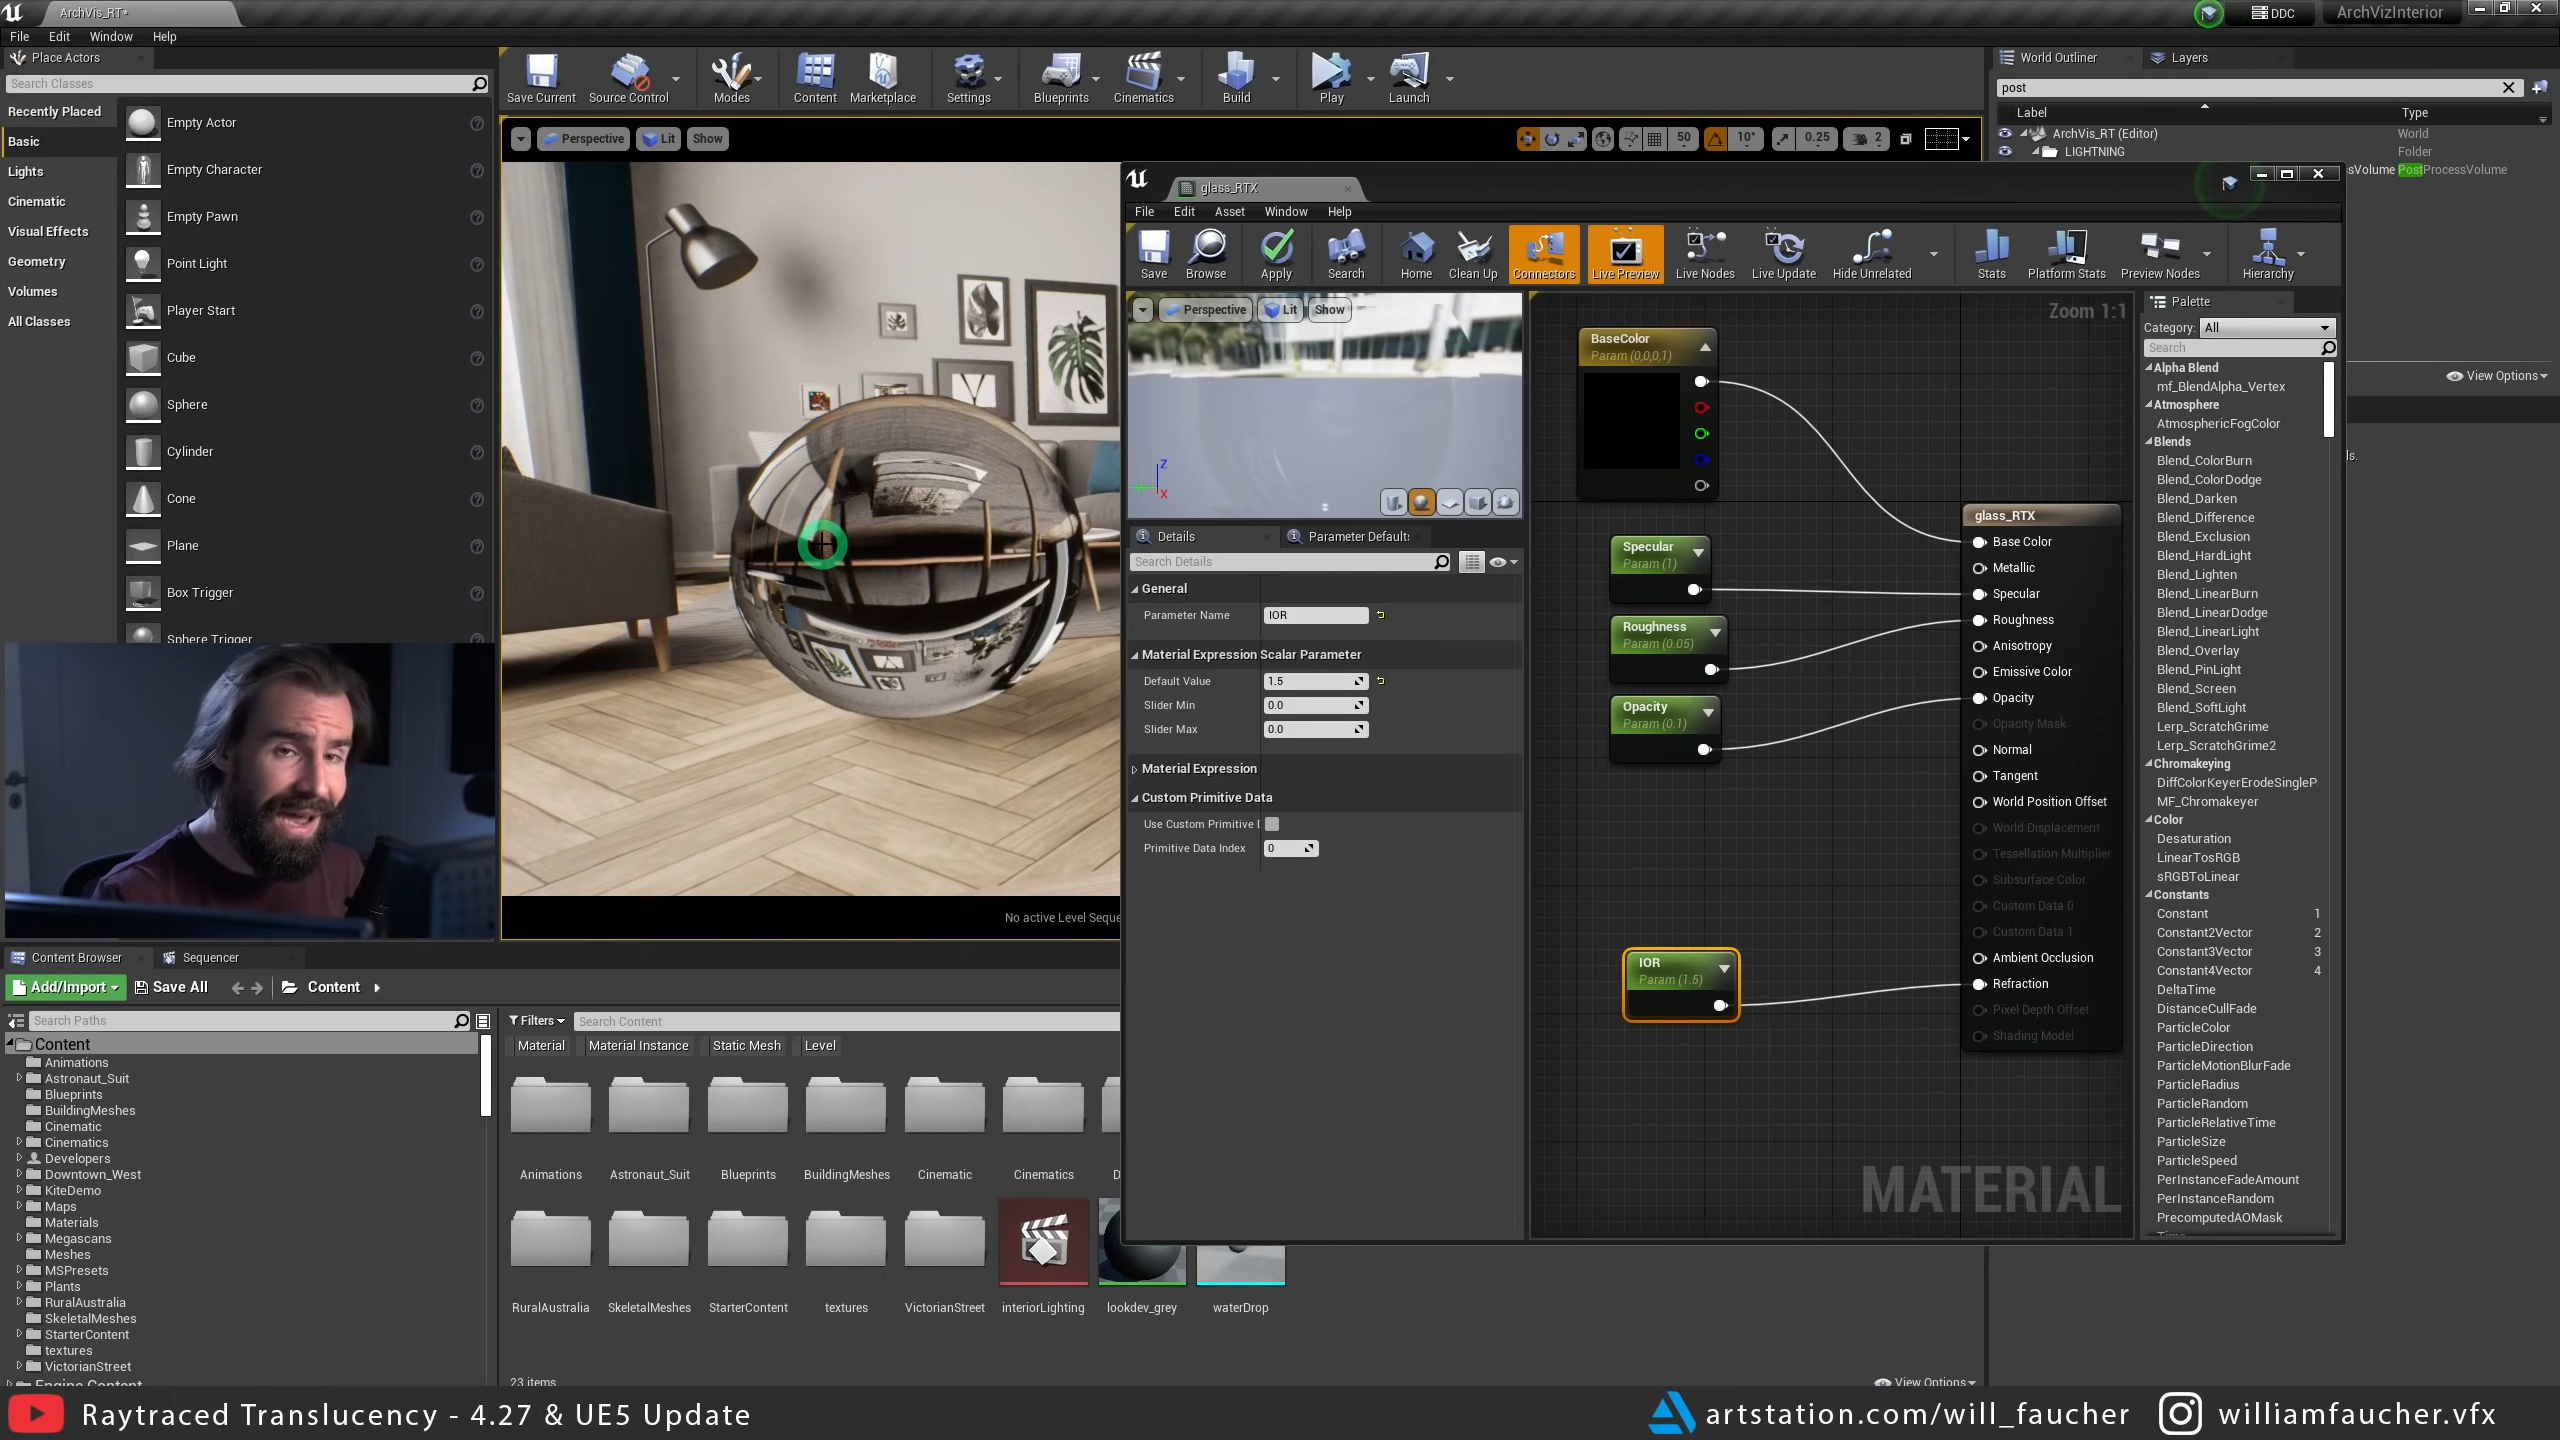 ArchVis_RT*
DDC
ArchVizInterior
File Edit Window Help
Place Actors
Search Classes
Recently Placed
Basic
Lights
Cinematic
Visual Effects
Geometry
Volumes
All Classes
Empty Actor
Empty Character
Empty Pawn
Point Light
Player Start
Cube
Sphere
Cylinder
Cone
Plane
Box Trigger
Sphere Trigger
Save Current
Source Control
Modes
Content
Marketplace
Settings
Blueprints
Cinematics
Build
Play
Launch
Perspective
Lit
Show
50
10°
0.25
2
No active Level Seque
World Outliner
Layers
post
Label
Type
ArchVis_RT (Editor)
World
LIGHTNING
Folder
sVolume PostProcessVolume
View Options
ls.
glass_RTX
File Edit Asset Window Help
Save
Browse
Apply
Search
Home
Clean Up
Connectors
Live Preview
Live Nodes
Live Update
Hide Unrelated
Stats
Platform Stats
Preview Nodes
Hierarchy
Perspective
Lit
Show
Z
X
Details
Parameter Defaults
Search Details
General
Parameter Name IOR
Material Expression Scalar Parameter
Default Value 1.5
Slider Min 0.0
Slider Max 0.0
Material Expression
Custom Primitive Data
Use Custom Primitive D
Primitive Data Index 0
Zoom 1:1
BaseColor
Param (0,0,0,1)
Specular
Param (1)
Roughness
Param (0.05)
Opacity
Param (0.1)
IOR
Param (1.5)
glass_RTX
Base Color
Metallic
Specular
Roughness
Anisotropy
Emissive Color
Opacity
Opacity Mask
Normal
Tangent
World Position Offset
World Displacement
Tessellation Multiplier
Subsurface Color
Custom Data 0
Custom Data 1
Ambient Occlusion
Refraction
Pixel Depth Offset
Shading Model
MATERIAL
Palette
Category: All
Search
Alpha Blend
mf_BlendAlpha_Vertex
Atmosphere
AtmosphericFogColor
Blends
Blend_ColorBurn
Blend_ColorDodge
Blend_Darken
Blend_Difference
Blend_Exclusion
Blend_HardLight
Blend_Lighten
Blend_LinearBurn
Blend_LinearDodge
Blend_LinearLight
Blend_Overlay
Blend_PinLight
Blend_Screen
Blend_SoftLight
Lerp_ScratchGrime
Lerp_ScratchGrime2
Chromakeying
DiffColorKeyerErodeSingleP
MF_Chromakeyer
Color
Desaturation
LinearTosRGB
sRGBToLinear
Constants
Constant 1
Constant2Vector 2
Constant3Vector 3
Constant4Vector 4
DeltaTime
DistanceCullFade
ParticleColor
ParticleDirection
ParticleMotionBlurFade
ParticleRadius
ParticleRandom
ParticleRelativeTime
ParticleSize
ParticleSpeed
PerInstanceFadeAmount
PerInstanceRandom
PrecomputedAOMask
Time
Content Browser
Sequencer
Add/Import
Save All
Content
Search Paths
Content
Animations
Astronaut_Suit
Blueprints
BuildingMeshes
Cinematic
Cinematics
Developers
Downtown_West
KiteDemo
Maps
Materials
Megascans
Meshes
MSPresets
Plants
RuralAustralia
SkeletalMeshes
StarterContent
textures
VictorianStreet
Engine Content
Filters
Search Content
Material
Material Instance
Static Mesh
Level
Animations
Astronaut_Suit
Blueprints
BuildingMeshes
Cinematic
Cinematics
D
RuralAustralia
SkeletalMeshes
StarterContent
textures
VictorianStreet
interiorLighting
lookdev_grey
waterDrop
23 items
View Options
Raytraced Translucency - 4.27 & UE5 Update
artstation.com/will_faucher
williamfaucher.vfx